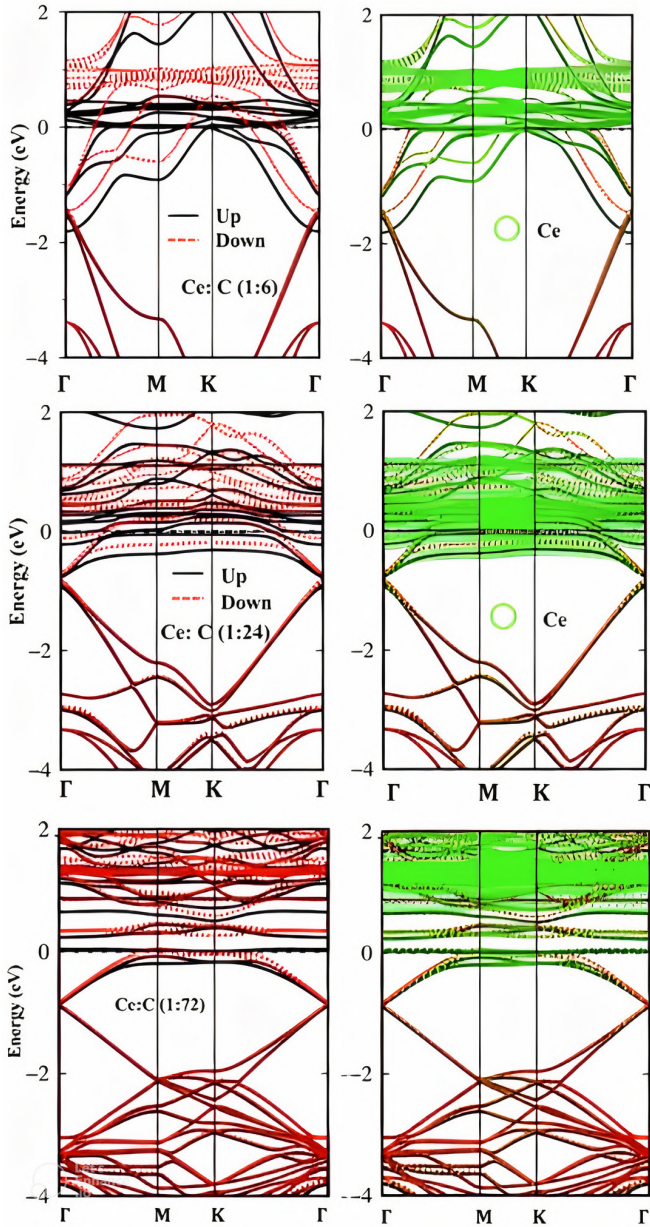 2
Energy (eV)
0
−2
−4
Up
Down
Ce: C (1:6)
Γ M K Γ
2
0
−2
−4
Ce
Γ M K Γ
2
Energy (eV)
0
−2
−4
Up
Down
Ce: C (1:24)
Γ M K Γ
2
0
−2
−4
Ce
Γ M K Γ
2
Energy (eV)
0
−2
−4
Ce:C (1:72)
Γ M K Γ
2
0
−2
−4
Γ M K Γ